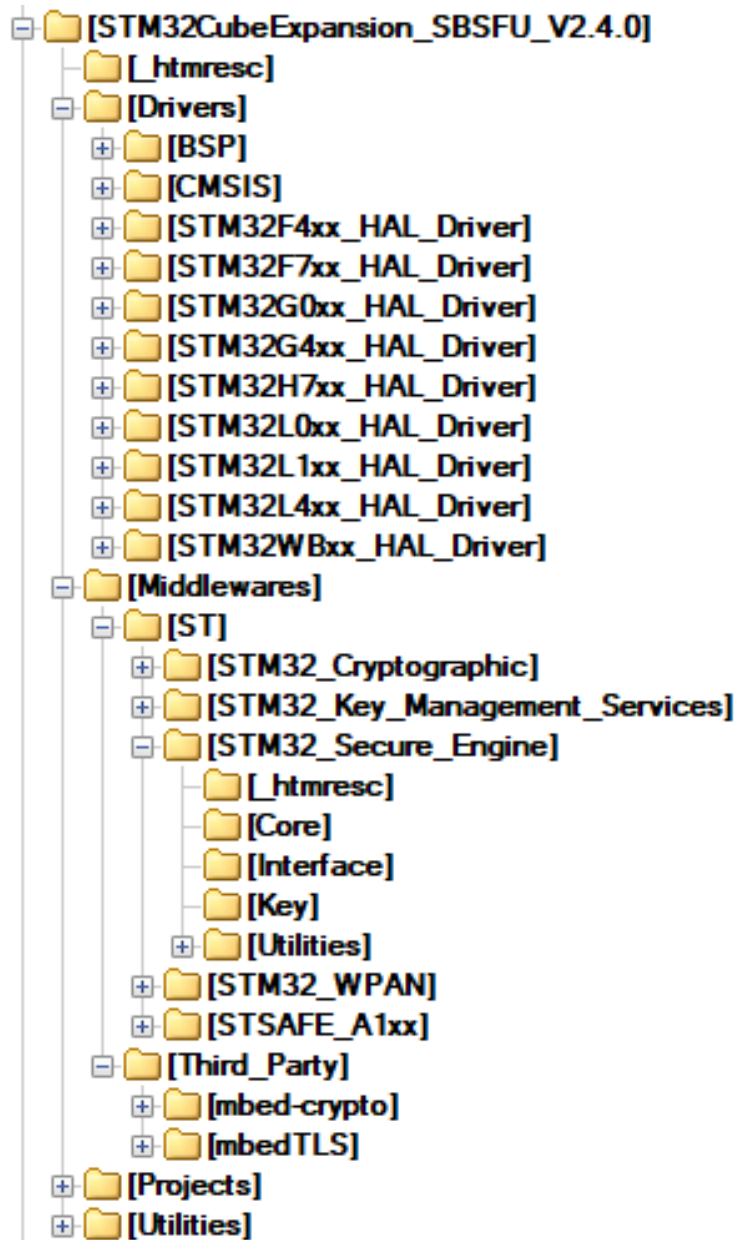 [STM32CubeExpansion_SBSFU_V2.4.0]
[_htmresc]
[Drivers]
[BSP]
[CMSIS]
[STM32F4xx_HAL_Driver]
[STM32F7xx_HAL_Driver]
[STM32G0xx_HAL_Driver]
[STM32G4xx_HAL_Driver]
[STM32H7xx_HAL_Driver]
[STM32L0xx_HAL_Driver]
[STM32L1xx_HAL_Driver]
[STM32L4xx_HAL_Driver]
[STM32WBxx_HAL_Driver]
[Middlewares]
[ST]
[STM32_Cryptographic]
[STM32_Key_Management_Services]
[STM32_Secure_Engine]
[_htmresc]
[Core]
[Interface]
[Key]
[Utilities]
[STM32_WPAN]
[STSAFE_A1xx]
[Third_Party]
[mbed-crypto]
[mbedTLS]
[Projects]
[Utilities]